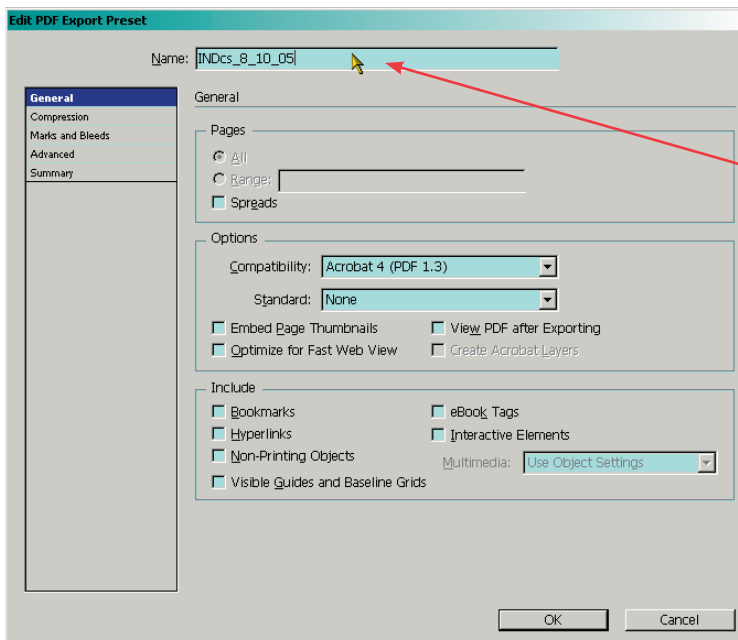 Edit PDF Export Preset
Name: INDcs_8_10_05
General
Compression
Marks and Bleeds
Advanced
Summary
General
Pages
All
Range:
Spreads
Options
Compatibility: Acrobat 4 (PDF 1.3)
Standard: None
Embed Page Thumbnails
View PDF after Exporting
Optimize for Fast Web View
Create Acrobat Layers
Include
Bookmarks
eBook Tags
Hyperlinks
Interactive Elements
Non-Printing Objects
Multimedia: Use Object Settings
Visible Guides and Baseline Grids
OK
Cancel